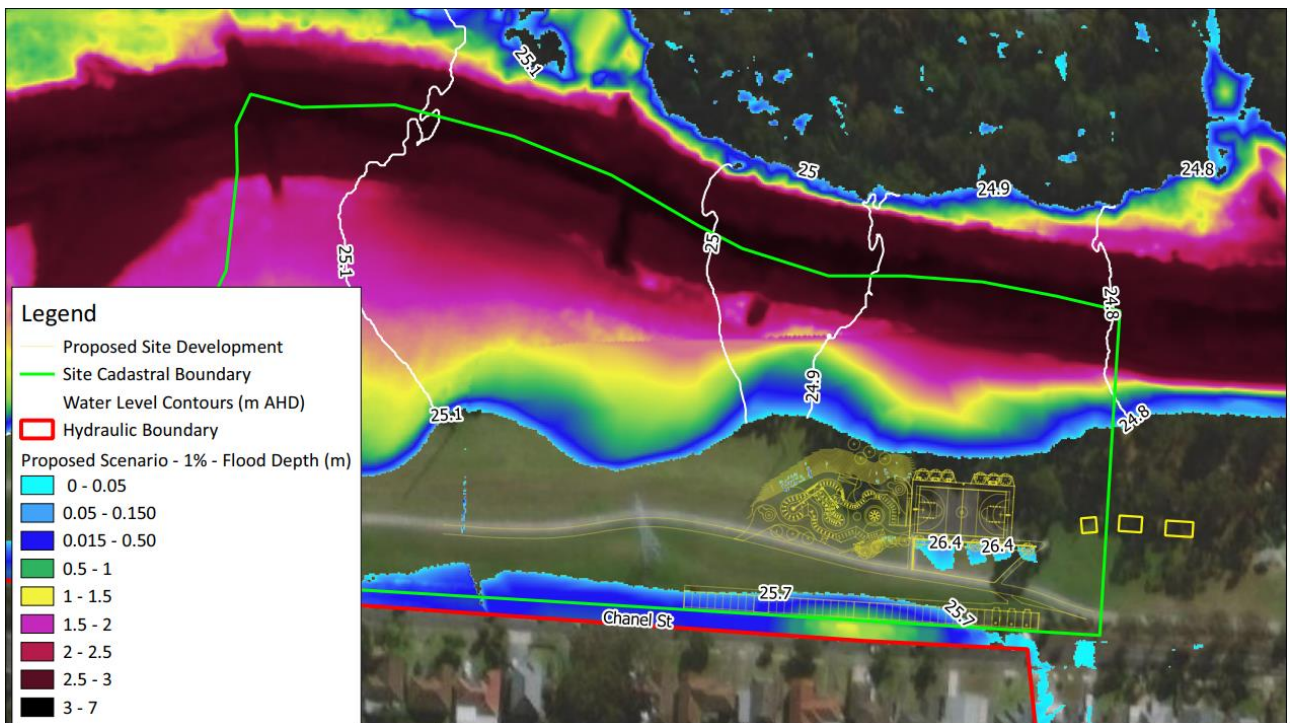 25.1
25
24.9
24.8
25.1
25
24.8
24.9
25.1
24.8
26.4
26.4
25.7
25.7
Chanel St
Legend
Proposed Site Development
Site Cadastral Boundary
Water Level Contours (m AHD)
Hydraulic Boundary
Proposed Scenario - 1% - Flood Depth (m)
0 - 0.05
0.05 - 0.150
0.015 - 0.50
0.5 - 1
1 - 1.5
1.5 - 2
2 - 2.5
2.5 - 3
3 - 7